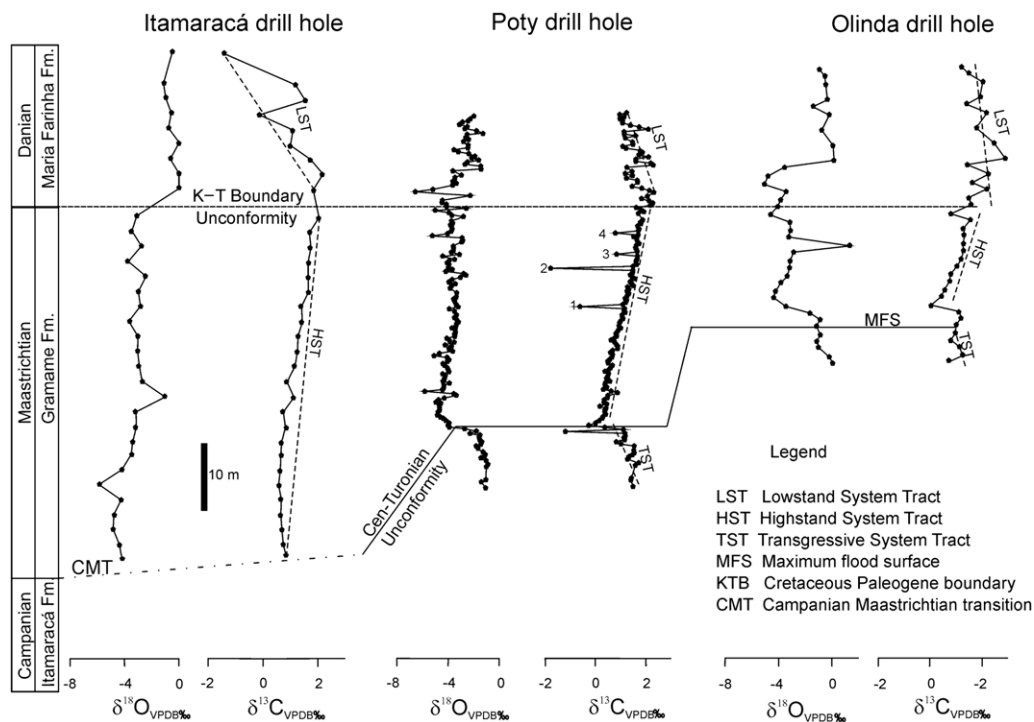 Itamaracá drill hole
Poty drill hole
Olinda drill hole
Danian
Maria Farinha Fm.
Maastrichtian
Gramame Fm.
Campanian
Itamaracá Fm.
LST
K–T Boundary
Unconformity
HST
10 m
CMT
Cen-Turonian
Unconformity
LST
4
3
2
1
HST
TST
MFS
LST
HST
TST
Legend
LST Lowstand System Tract
HST Highstand System Tract
TST Transgressive System Tract
MFS Maximum flood surface
KTB Cretaceous Paleogene boundary
CMT Campanian Maastrichtian transition
-8 -4 0
-2 0 2
-8 -4 0
-2 0 2
-8 -4 0
-2 0 2
δ18OVPDB‰
δ13CVPDB‰
δ18OVPDB‰
δ13CVPDB‰
δ18OVPDB‰
δ13CVPDB‰